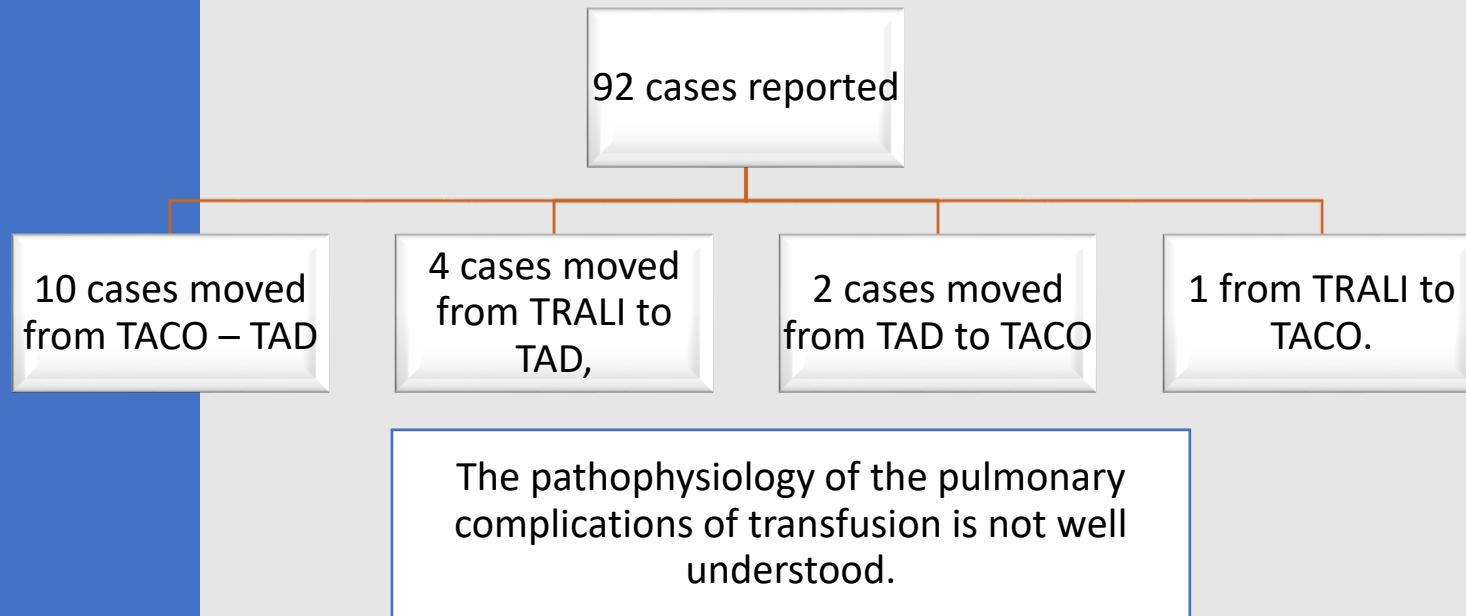 92 cases reported
10 cases moved
from TACO – TAD
4 cases moved
from TRALI to
TAD,
2 cases moved
from TAD to TACO
1 from TRALI to
TACO.
The pathophysiology of the pulmonary
complications of transfusion is not well
understood.